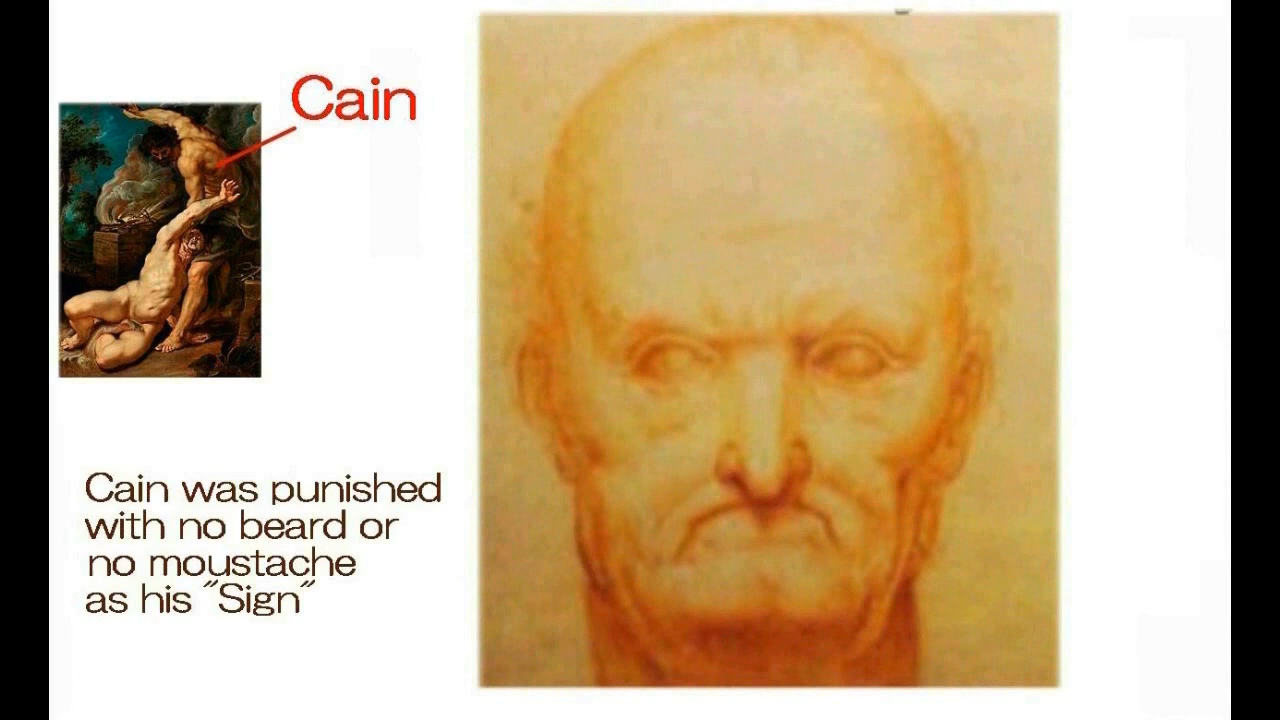 Cain
Cain was punished
with no beard or
no moustache
as his "Sign"